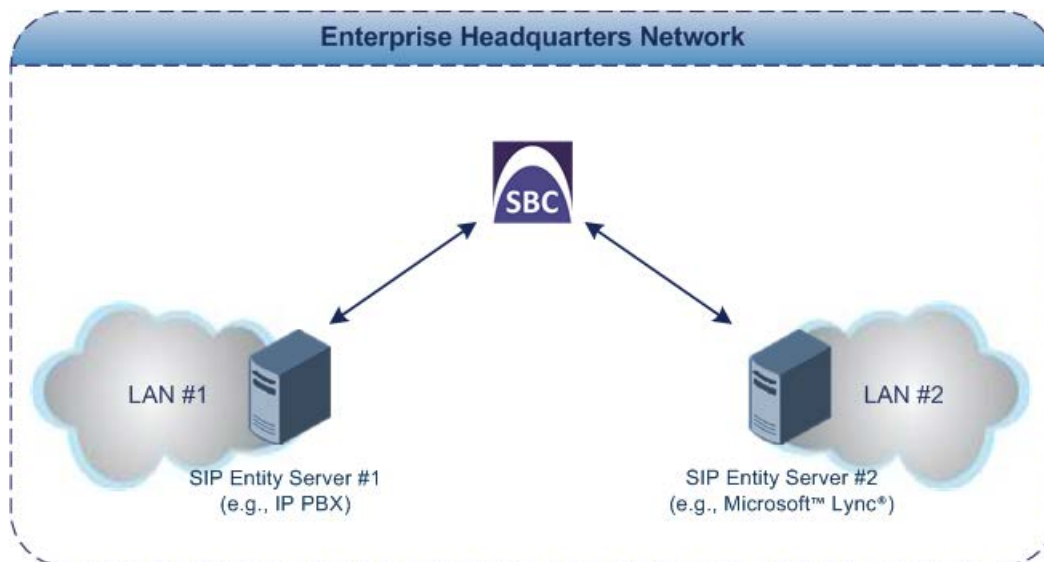 Enterprise Headquarters Network
SBC
LAN #1
LAN #2
SIP Entity Server #1
(e.g., IP PBX)
SIP Entity Server #2
(e.g., Microsoft™ Lync®)